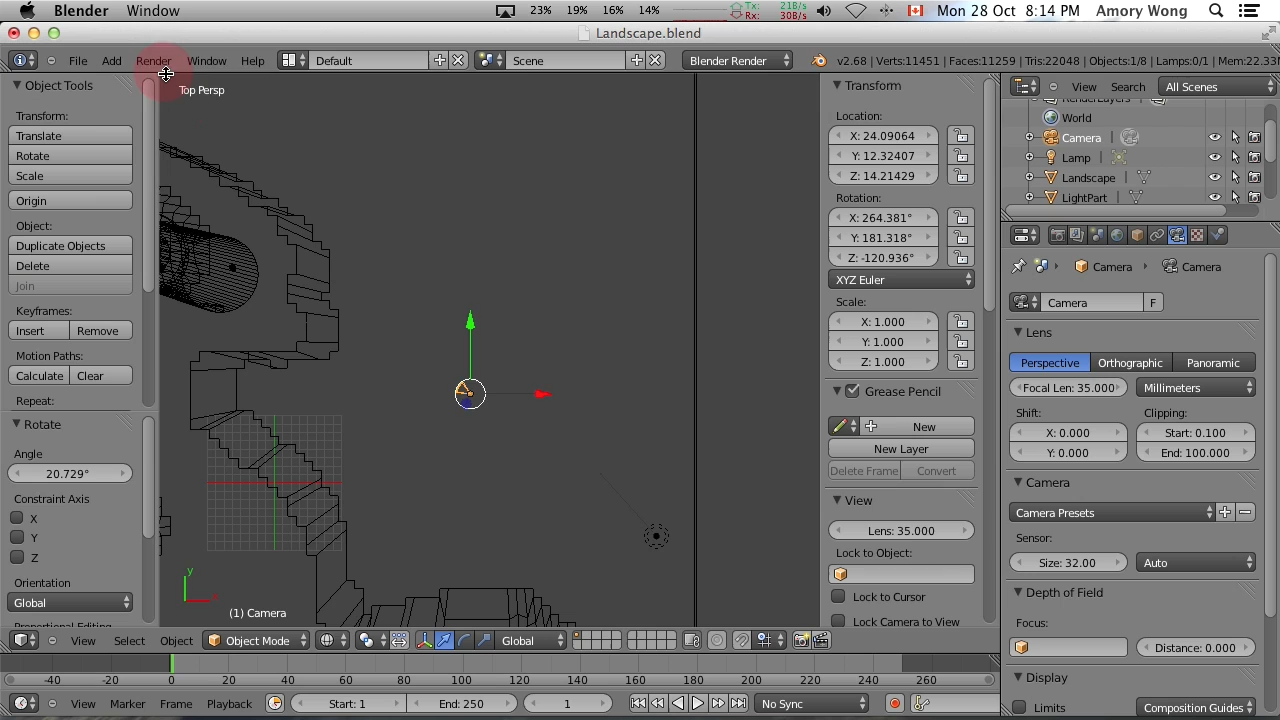 Blender Window 23% 19% 16% 14% Tx: 21B/s Rx: 30B/s Mon 28 Oct 8:14 PM Amory Wong
Landscape.blend
File Add Render Window Help Default Scene Blender Render v2.68 | Verts:11451 | Faces:11259 | Tris:22048 | Objects:1/8 | Lamps:0/1 | Mem:22.33M
Object Tools
Transform:
Translate
Rotate
Scale
Origin
Object:
Duplicate Objects
Delete
Join
Keyframes:
Insert Remove
Motion Paths:
Calculate Clear
Repeat:
Rotate
Angle
20.729°
Constraint Axis
X
Y
Z
Orientation
Global
Proportional Editing
Top Persp
y
(1) Camera
Transform
Location:
X: 24.09064
Y: 12.32407
Z: 14.21429
Rotation:
X: 264.381°
Y: 181.318°
Z: -120.936°
XYZ Euler
Scale:
X: 1.000
Y: 1.000
Z: 1.000
Grease Pencil
New
New Layer
Delete Frame Convert
View
Lens: 35.000
Lock to Object:
Lock to Cursor
Lock Camera to View
View Search All Scenes
RenderLayers
World
Camera
Lamp
Landscape
LightPart
Camera Camera
Camera F
Lens
Perspective Orthographic Panoramic
Focal Len: 35.000 Millimeters
Shift: Clipping:
X: 0.000 Start: 0.100
Y: 0.000 End: 100.000
Camera
Camera Presets
Sensor:
Size: 32.00 Auto
Depth of Field
Focus:
Distance: 0.000
Display
Limits Composition Guides
View Select Object Object Mode Global
-40 -20 0 20 40 60 80 100 120 140 160 180 200 220 240 260
View Marker Frame Playback Start: 1 End: 250 1 No Sync